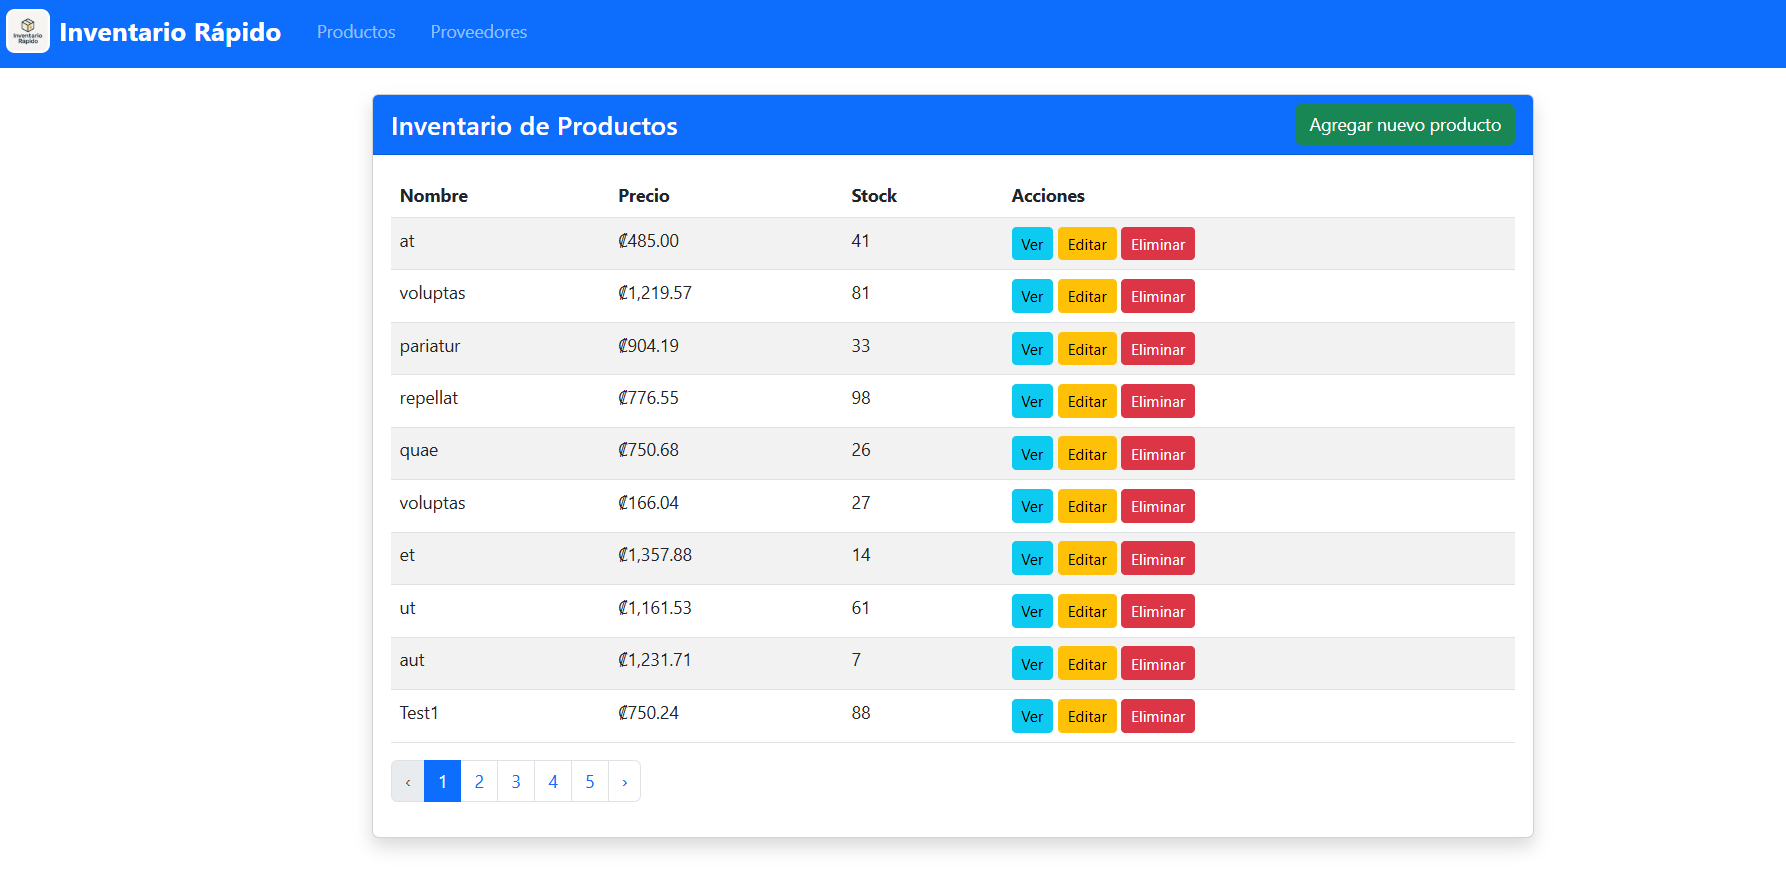 Inventario Rápido
Inventario Rápido Productos Proveedores
Inventario de Productos
Agregar nuevo producto
Nombre Precio Stock Acciones
at ₡485.00 41 Ver Editar Eliminar
voluptas ₡1,219.57 81 Ver Editar Eliminar
pariatur ₡904.19 33 Ver Editar Eliminar
repellat ₡776.55 98 Ver Editar Eliminar
quae ₡750.68 26 Ver Editar Eliminar
voluptas ₡166.04 27 Ver Editar Eliminar
et ₡1,357.88 14 Ver Editar Eliminar
ut ₡1,161.53 61 Ver Editar Eliminar
aut ₡1,231.71 7 Ver Editar Eliminar
Test1 ₡750.24 88 Ver Editar Eliminar
‹ 1 2 3 4 5 ›